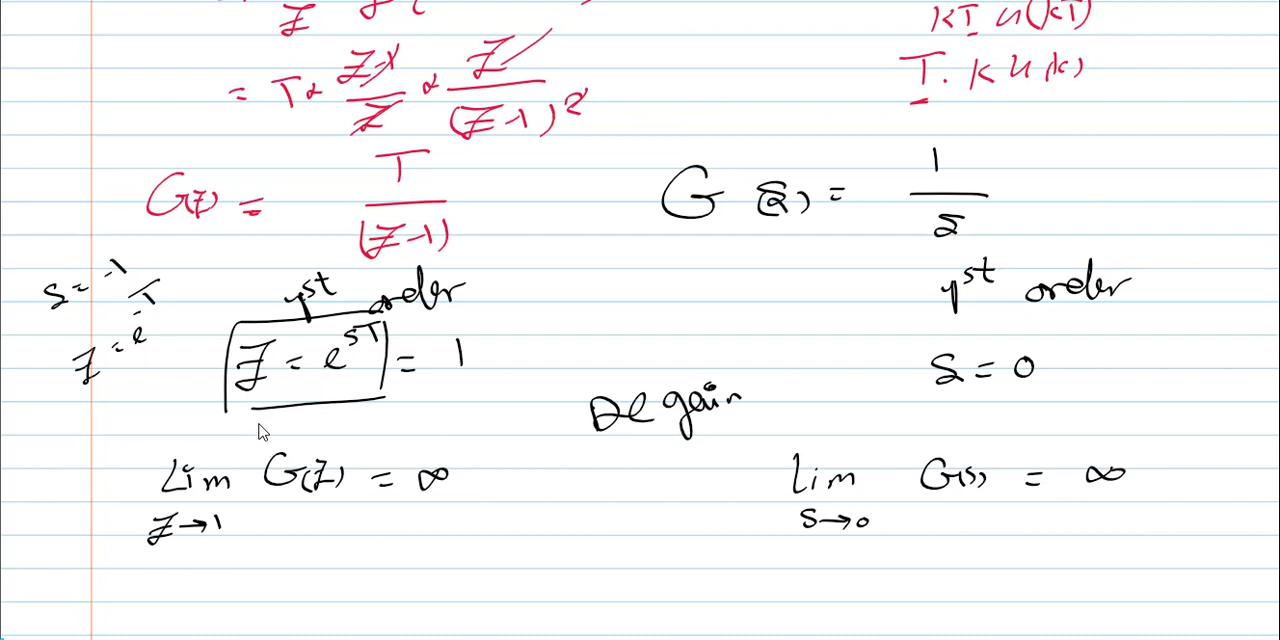 kT u(kT)
= T × (Z-1)/Z × Z/(Z-1)²
T. k u(k)
G(Z) = T/(Z-1)
G(s) = 1/s
s = -1
T
1st order
1st order
Z = e
Z = e^sT = 1
s = 0
DC gain
Lim G(Z) = ∞
Z→1
lim G(s) = ∞
s→0